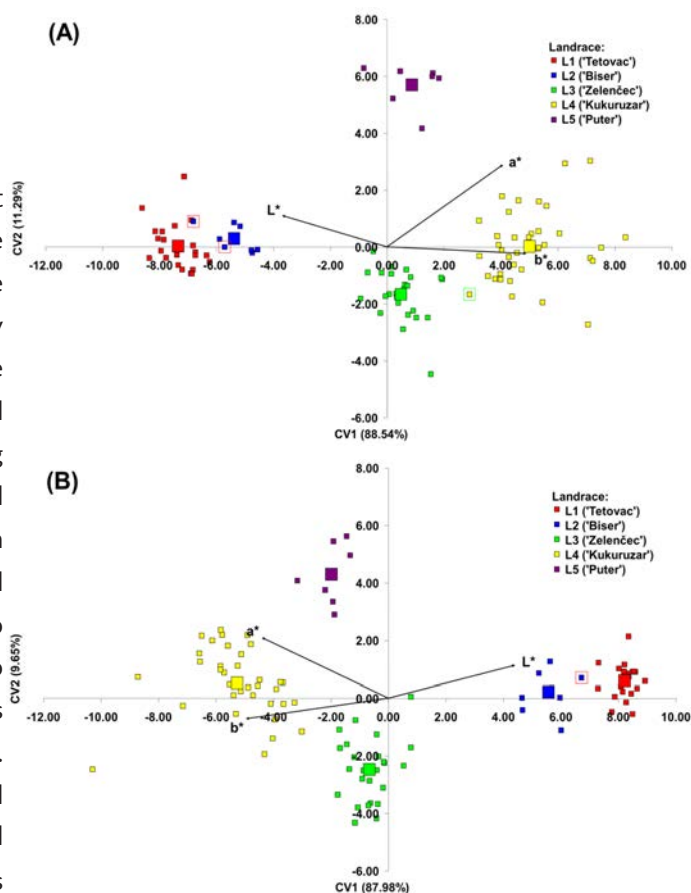 (A)
8.00
6.00
4.00
2.00
0.00
-2.00
-4.00
-6.00
-12.00
-10.00
-8.00
-6.00
-4.00
-2.00
0.00
2.00
4.00
6.00
8.00
10.00
CV2 (11.29%)
CV1 (88.54%)
L*
a*
b*
Landrace:
L1 ('Tetovac')
L2 ('Biser')
L3 ('Zelenčec')
L4 ('Kukuruzar')
L5 ('Puter')
(B)
8.00
6.00
4.00
2.00
0.00
-2.00
-4.00
-6.00
-12.00
-10.00
-8.00
-6.00
-4.00
-2.00
0.00
2.00
4.00
6.00
8.00
10.00
CV2 (9.65%)
CV1 (87.98%)
a*
b*
L*
Landrace:
L1 ('Tetovac')
L2 ('Biser')
L3 ('Zelenčec')
L4 ('Kukuruzar')
L5 ('Puter')